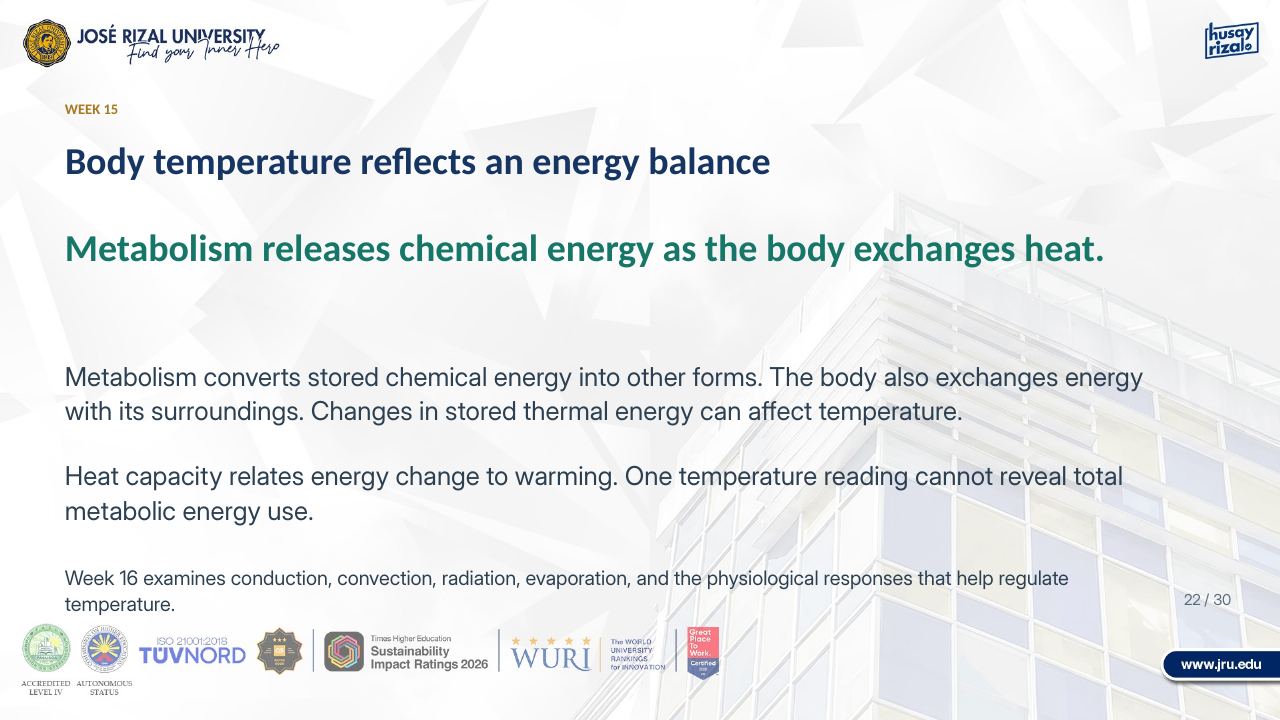 JOSÉ RIZAL UNIVERSITY
Find your Inner Hero
husay
rizal
WEEK 15
Body temperature reflects an energy balance
Metabolism releases chemical energy as the body exchanges heat.
Metabolism converts stored chemical energy into other forms. The body also exchanges energy
with its surroundings. Changes in stored thermal energy can affect temperature.
Heat capacity relates energy change to warming. One temperature reading cannot reveal total
metabolic energy use.
Week 16 examines conduction, convection, radiation, evaporation, and the physiological responses that help regulate
temperature.
22 / 30
ACCREDITED
LEVEL IV
AUTONOMOUS
STATUS
ISO 21001:2018
TÜVNORD
Times Higher Education
Sustainability
Impact Ratings 2026
WURI
The WORLD
UNIVERSITY
RANKINGS
for INNOVATION
Great
Place
To
Work.
Certified
www.jru.edu